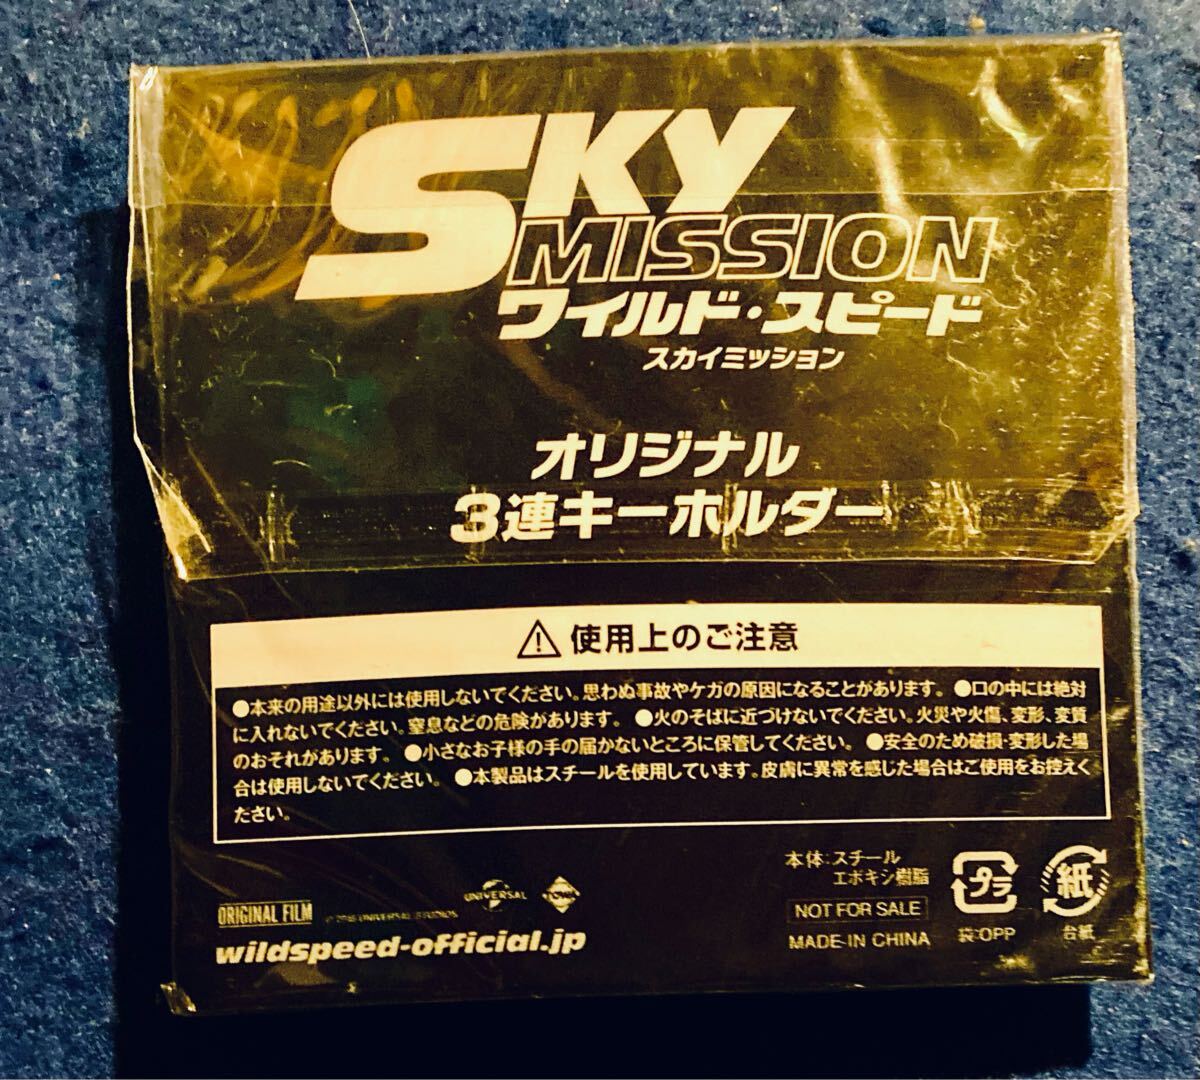 SKY
MISSION
ワイルド・スピード
スカイミッション
オリジナル
3連キーホルダー
使用上のご注意
●本来の用途以外には使用しないでください。思わぬ事故やケガの原因になることがあります。 ●口の中には絶対
に入れないでください。窒息などの危険があります。 ●火のそばに近づけないでください。火災や火傷、変形、変質
のおそれがあります。 ●小さなお子様の手の届かないところに保管してください。 ●安全のため破損・変形した場
合は使用しないでください。 ●本製品はスチールを使用しています。皮膚に異常を感じた場合はご使用をお控えく
ださい。
本体：スチール
エポキシ樹脂
NOT FOR SALE
MADE IN CHINA
プラ
袋:OPP
紙
台紙
ORIGINAL FILM
UNIVERSAL STUDIOS
UNIVERSAL
wildspeed-official.jp